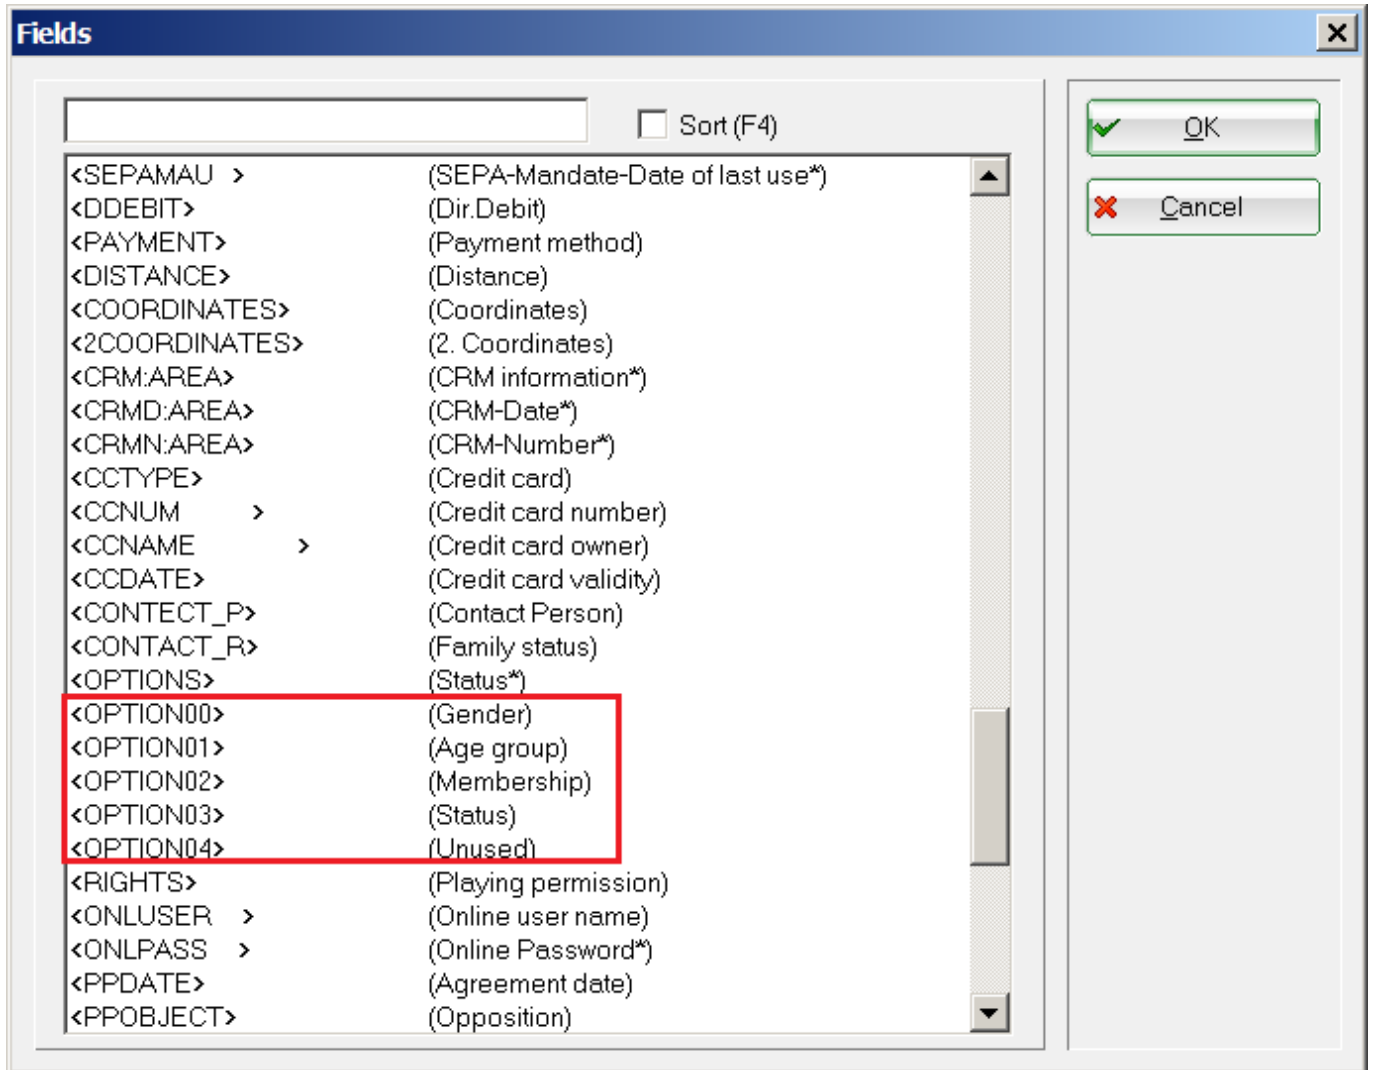 Fields
Sort (F4)
<SEPAMAU  > (SEPA-Mandate-Date of last use*)
<DDEBIT> (Dir.Debit)
<PAYMENT> (Payment method)
<DISTANCE> (Distance)
<COORDINATES> (Coordinates)
<2COORDINATES> (2. Coordinates)
<CRM:AREA> (CRM information*)
<CRMD:AREA> (CRM-Date*)
<CRMN:AREA> (CRM-Number*)
<CCTYPE> (Credit card)
<CCNUM        > (Credit card number)
<CCNAME            > (Credit card owner)
<CCDATE> (Credit card validity)
<CONTECT_P> (Contact Person)
<CONTACT_R> (Family status)
<OPTIONS> (Status*)
<OPTION00> (Gender)
<OPTION01> (Age group)
<OPTION02> (Membership)
<OPTION03> (Status)
<OPTION04> (Unused)
<RIGHTS> (Playing permission)
<ONLUSER   > (Online user name)
<ONLPASS   > (Online Password*)
<PPDATE> (Agreement date)
<PPOBJECT> (Opposition)
OK
Cancel